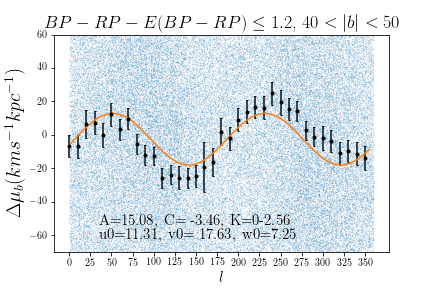 BP − RP − E(BP − RP) ≤ 1.2, 40 < |b| < 50
Δμ_b(kms⁻¹kpc⁻¹)
60
40
20
0
−20
−40
−60
A=15.08, C= -3.46, K=0-2.56
u0=11.31, v0= 17.63, w0=7.25
0 25 50 75 100 125 150 175 200 225 250 275 300 325 350
l